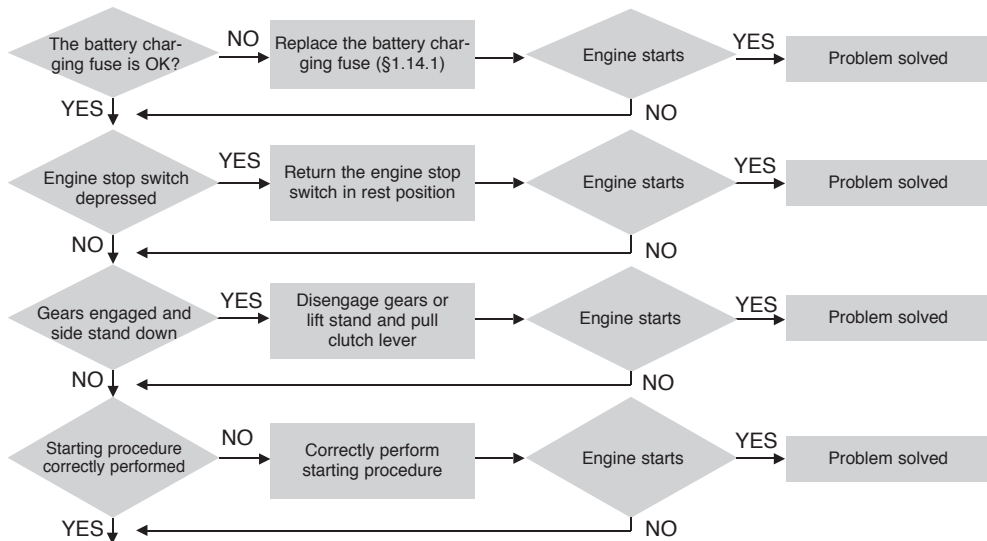 The battery char-
ging fuse is OK?
NO
Replace the battery char-
ging fuse (§1.14.1)
Engine starts
YES
Problem solved
YES
NO
Engine stop switch
depressed
YES
Return the engine stop
switch in rest position
Engine starts
YES
Problem solved
NO
NO
Gears engaged and
side stand down
YES
Disengage gears or
lift stand and pull
clutch lever
Engine starts
YES
Problem solved
NO
NO
Starting procedure
correctly performed
NO
Correctly perform
starting procedure
Engine starts
YES
Problem solved
YES
NO